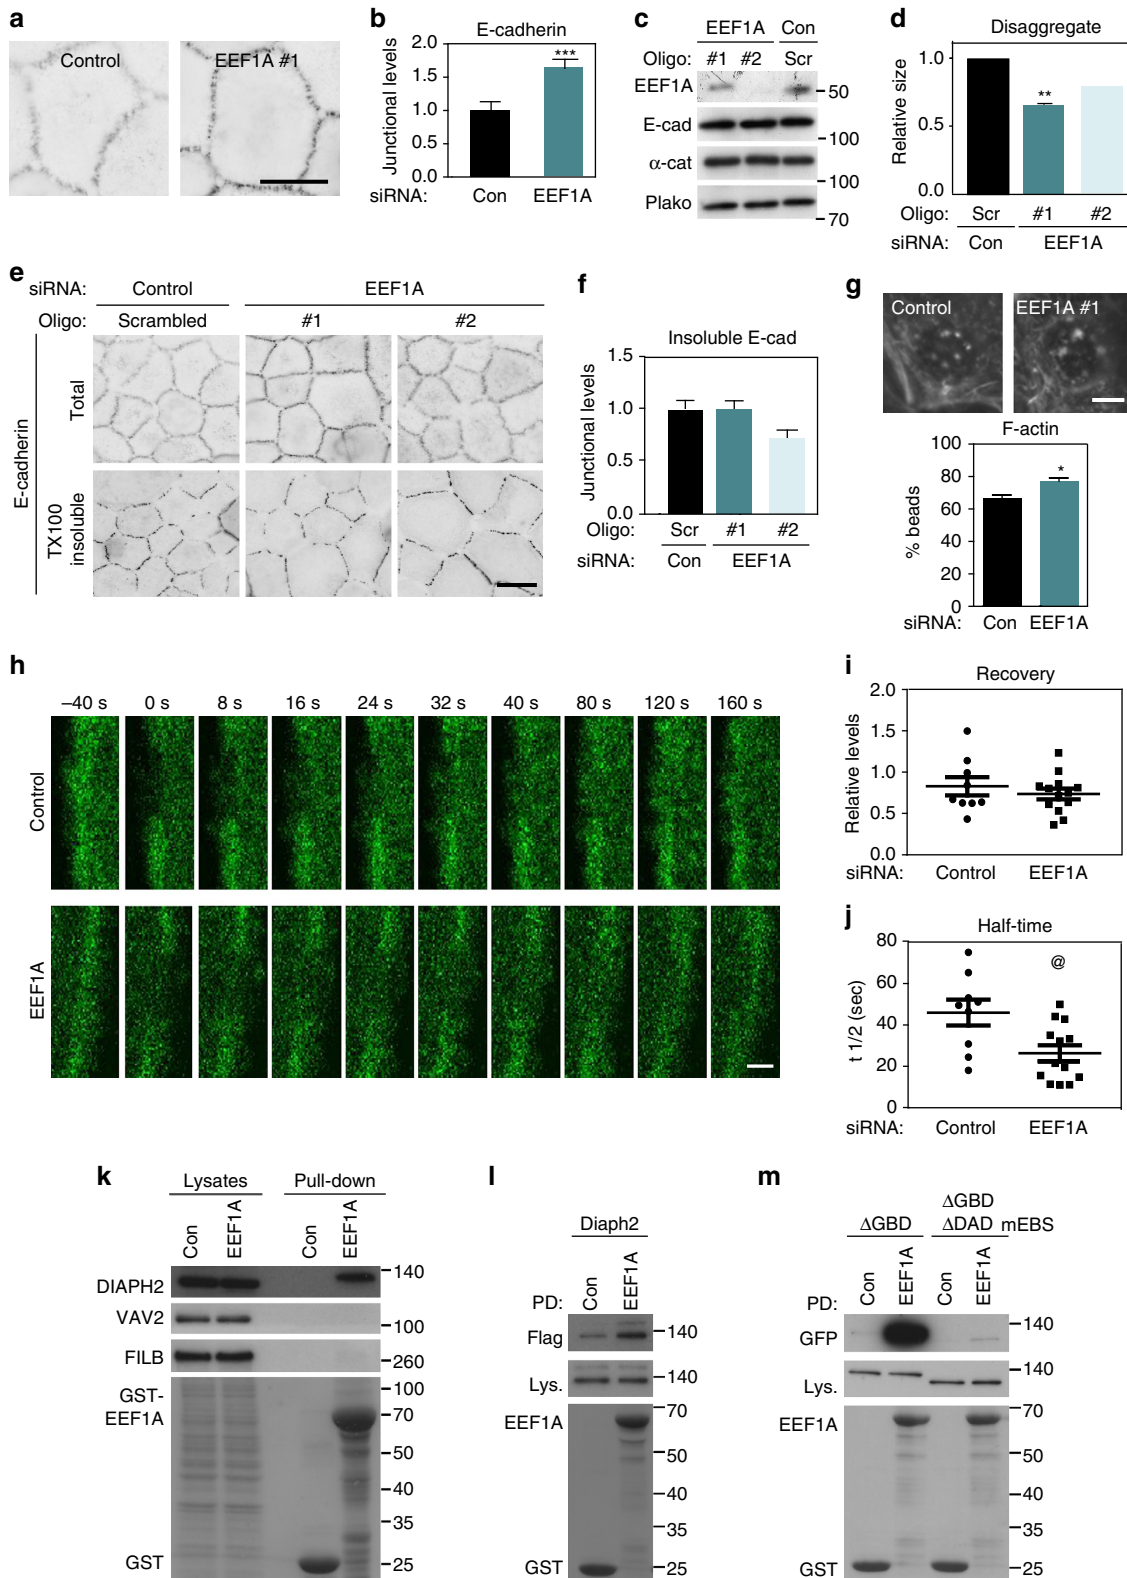 a
Control
EEF1A #1
b
E-cadherin
Junctional levels
2.0
1.5
1.0
0.5
0
***
siRNA:
Con
EEF1A
c
EEF1A
Con
Oligo:
#1
#2
Scr
EEF1A
50
E-cad
100
α-cat
100
Plako
70
d
Disaggregate
Relative size
1.0
0.5
0.0
**
Oligo:
Scr
#1
#2
siRNA:
Con
EEF1A
e
siRNA:
Control
EEF1A
Oligo:
Scrambled
#1
#2
E-cadherin
Total
TX100
insoluble
f
Insoluble E-cad
Junctional levels
1.5
1.0
0.5
0.0
Oligo:
Scr
#1
#2
siRNA:
Con
EEF1A
g
Control
EEF1A #1
F-actin
% beads
100
80
60
40
20
0
*
siRNA:
Con
EEF1A
h
–40 s
0 s
8 s
16 s
24 s
32 s
40 s
80 s
120 s
160 s
Control
EEF1A
i
Recovery
Relative levels
2.0
1.5
1.0
0.5
0.0
siRNA:
Control
EEF1A
j
Half-time
t 1/2 (sec)
80
60
40
20
0
@
siRNA:
Control
EEF1A
k
Lysates
Pull-down
Con
EEF1A
Con
EEF1A
DIAPH2
140
VAV2
100
FILB
260
GST-
EEF1A
100
70
50
40
35
25
GST
l
Diaph2
PD:
Con
EEF1A
Flag
140
Lys.
140
EEF1A
70
50
40
35
25
GST
m
ΔGBD
ΔGBD
ΔDAD
mEBS
PD:
Con
EEF1A
Con
EEF1A
GFP
140
Lys.
140
EEF1A
70
50
40
35
25
GST